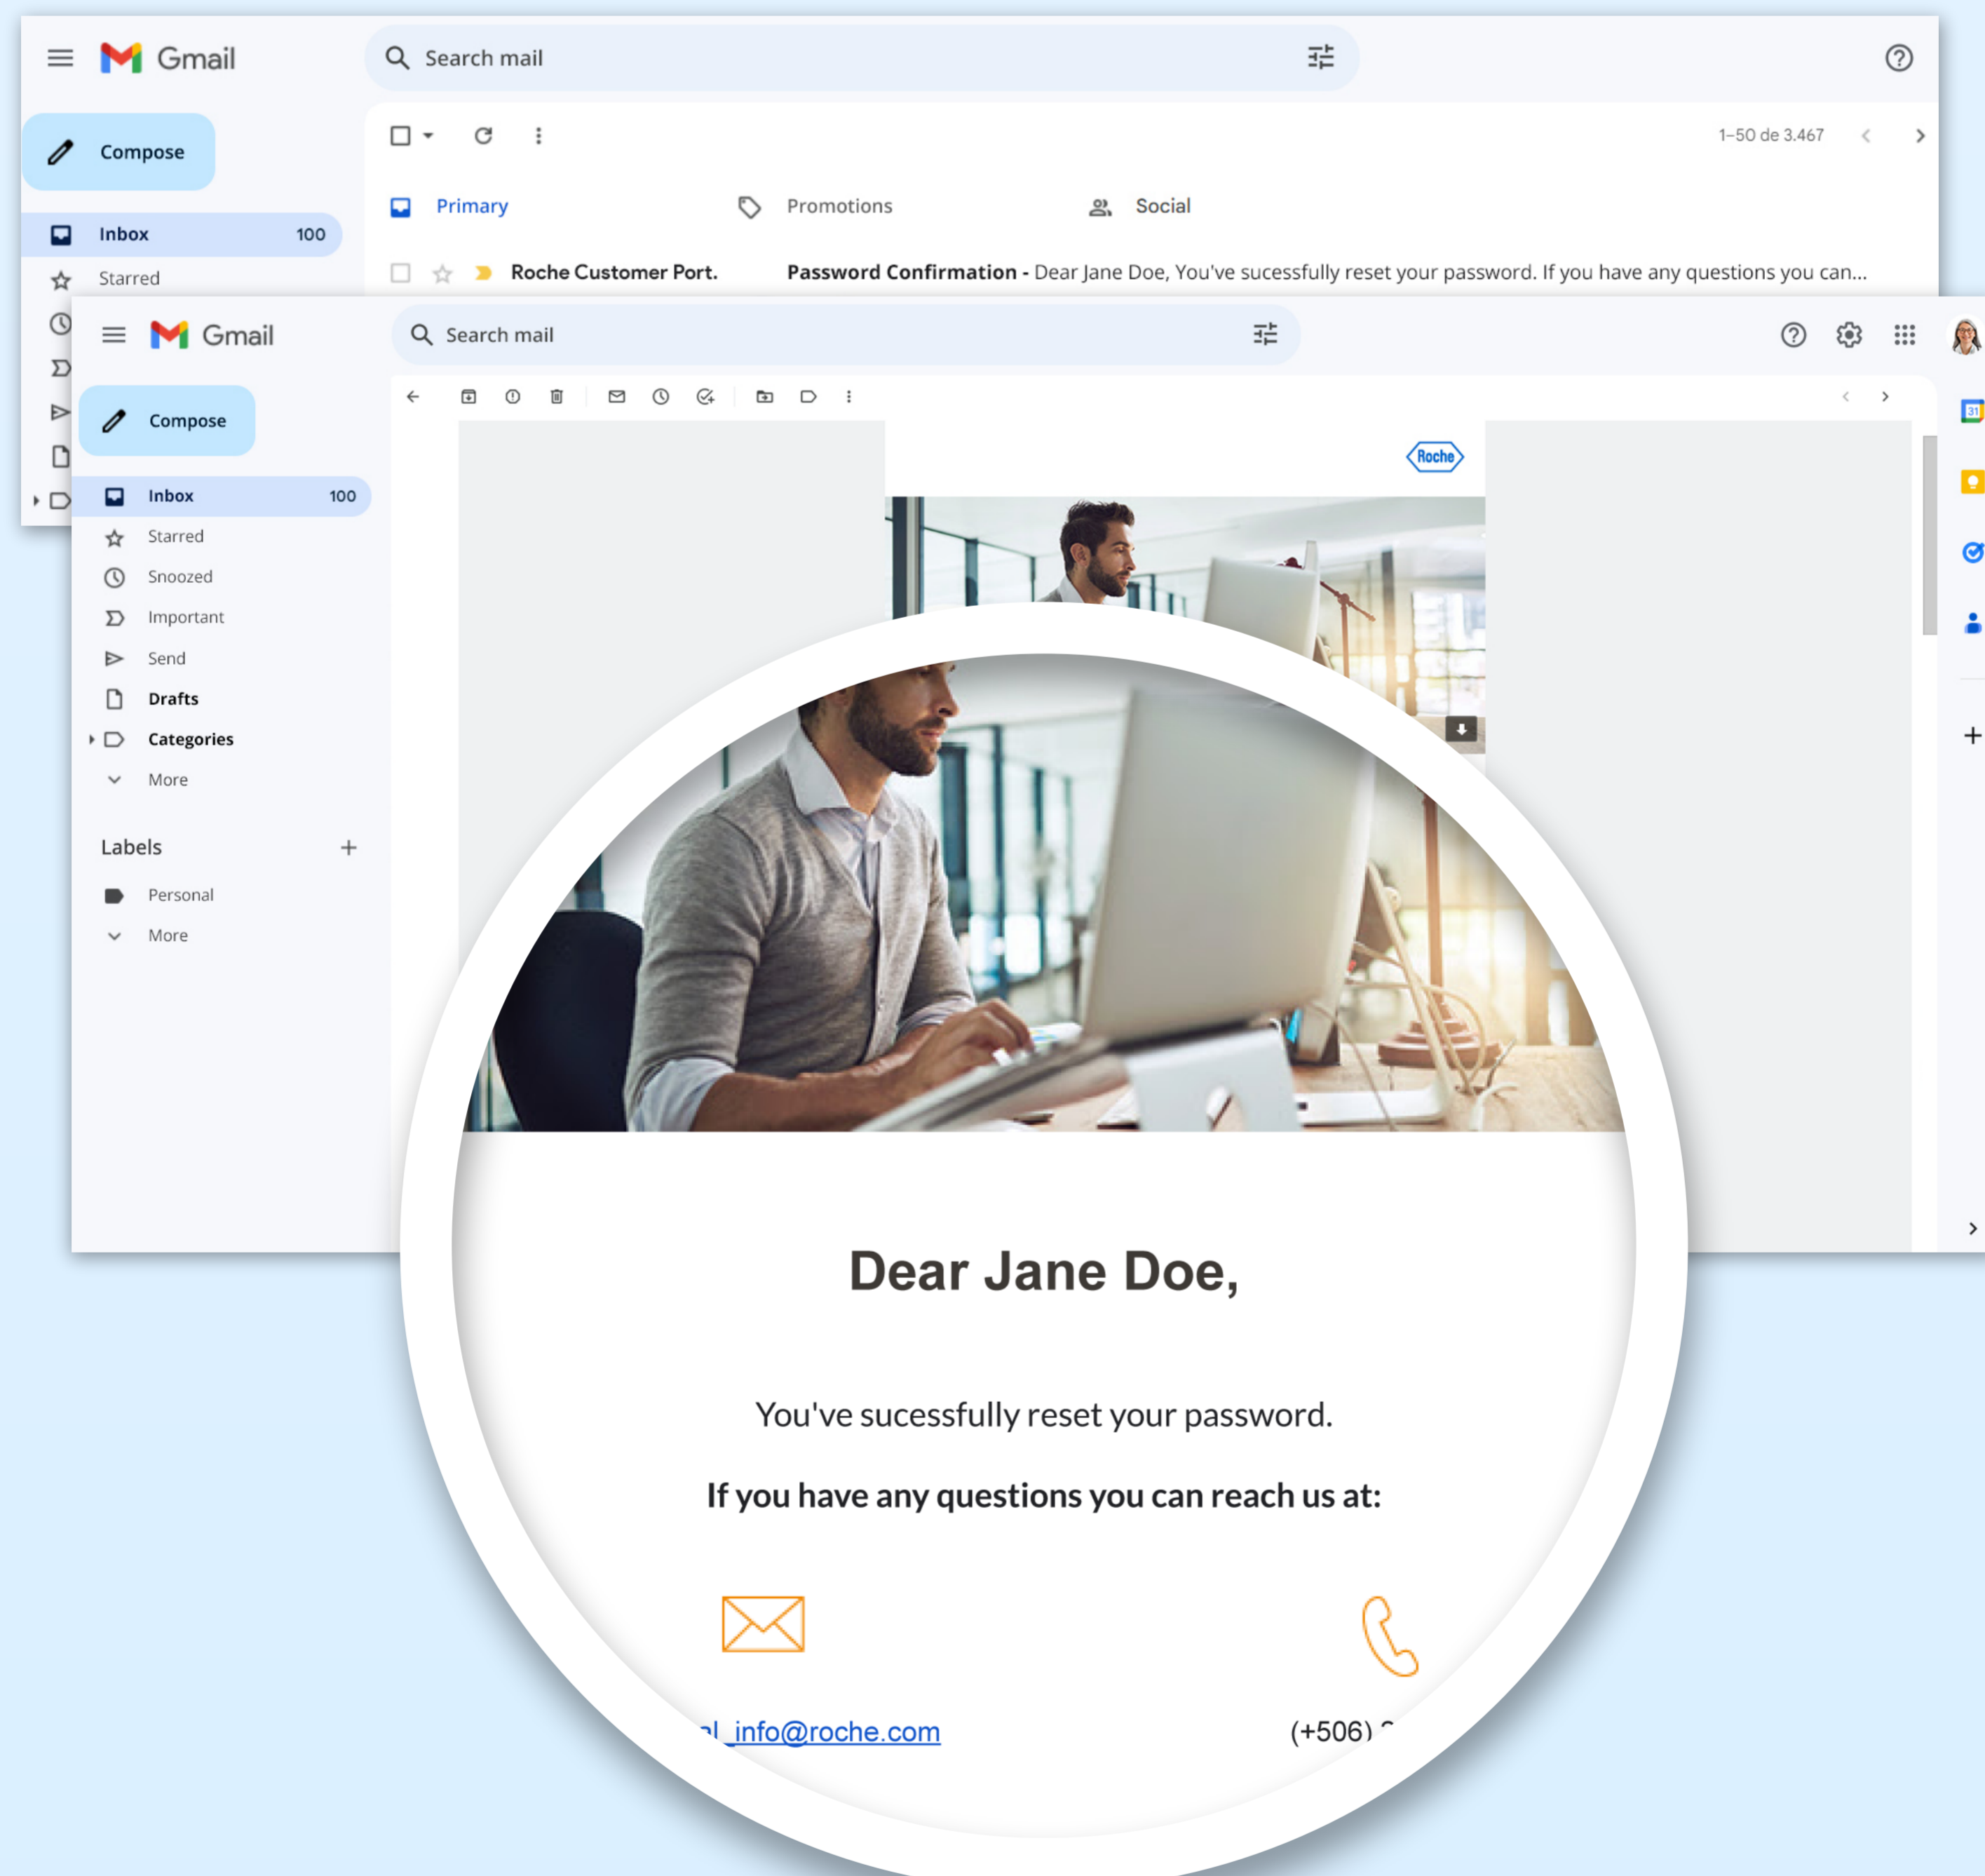 Gmail
Search mail
Compose
1–50 de 3.467
Primary
Promotions
Social
Inbox 100
Starred
Roche Customer Port.
Password Confirmation - Dear Jane Doe, You've sucessfully reset your password. If you have any questions you can...
Gmail
Search mail
Compose
Inbox 100
Starred
Snoozed
Important
Send
Drafts
Categories
More
Labels
Personal
More
Roche
31
Dear Jane Doe,
You've sucessfully reset your password.
If you have any questions you can reach us at:
_info@roche.com
(+506)